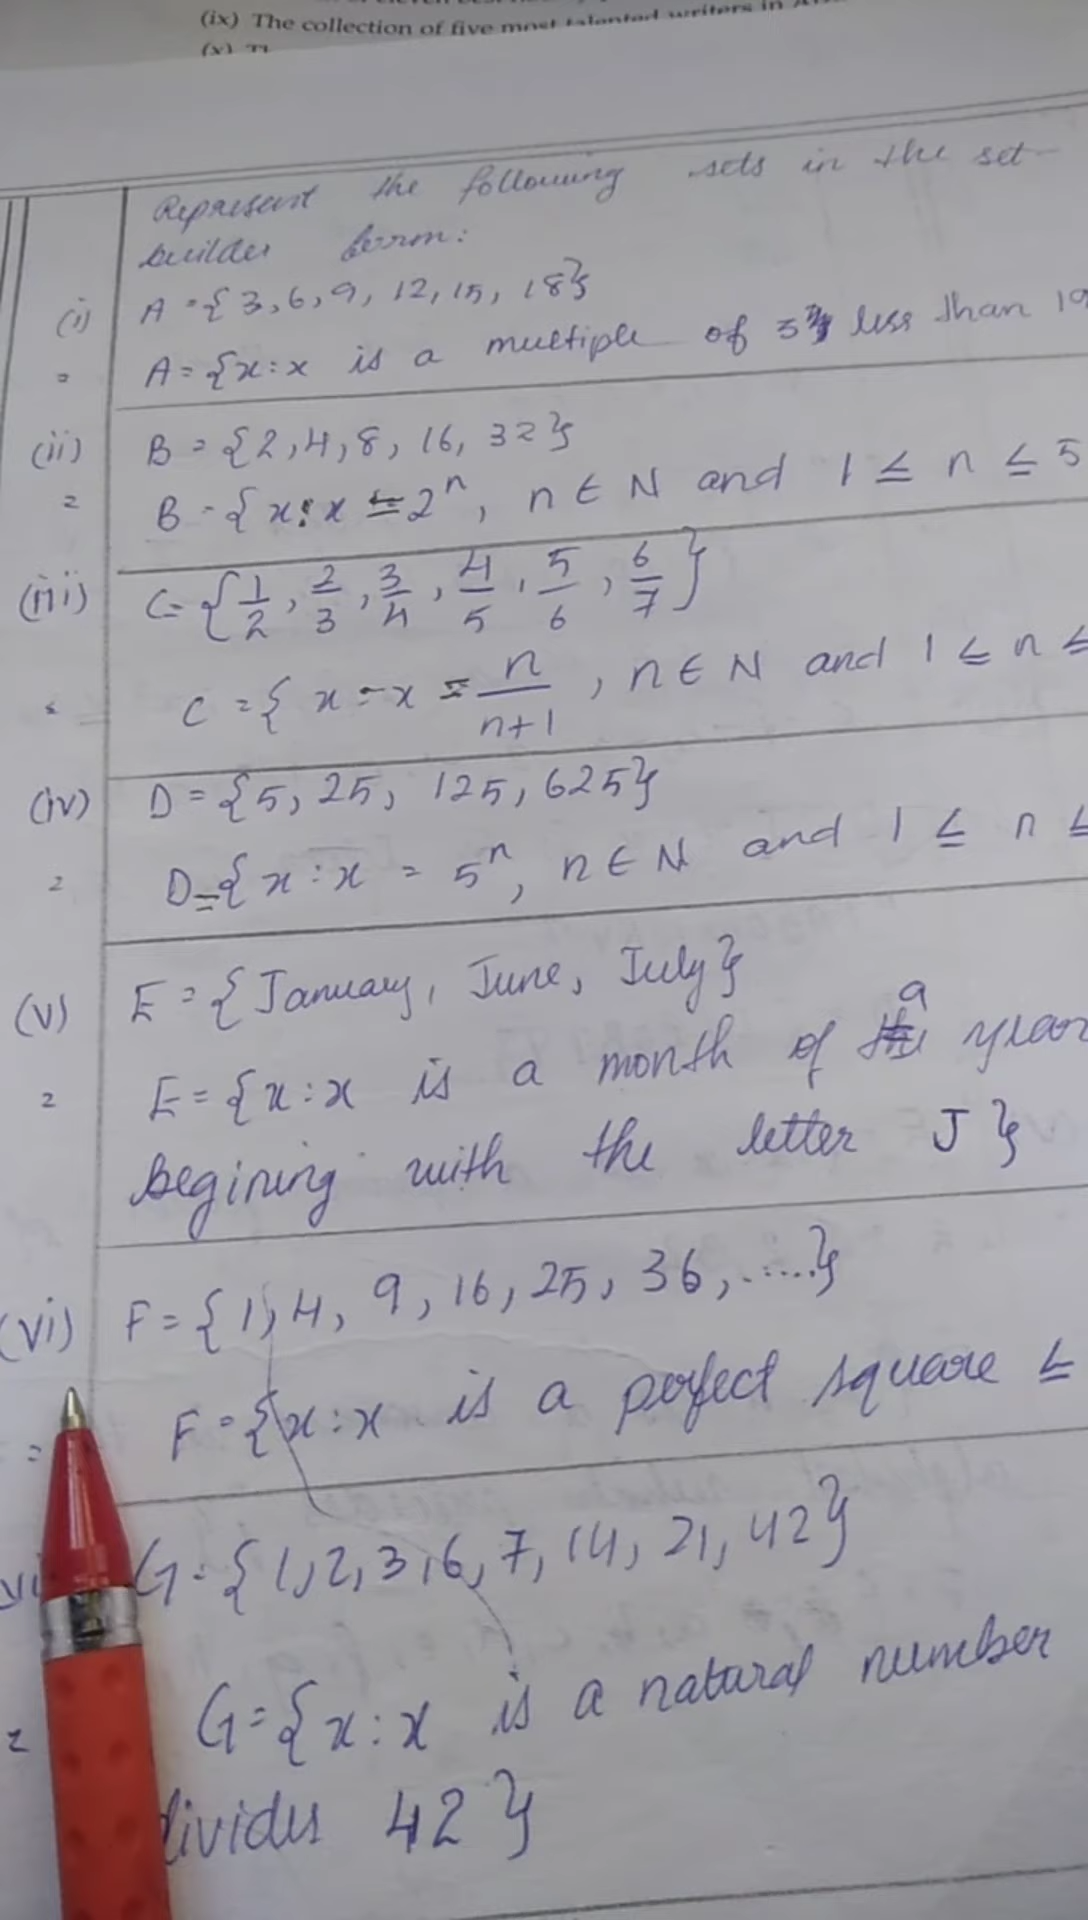 (ix) The collection of five most talented writers in
(x)
Represent the following sets in the set-
builder form:
(i) A = {3, 6, 9, 12, 15, 18}
= A = {x : x is a multiple of 3 less than 19
(ii) B = {2, 4, 8, 16, 32}
= B = {x : x = 2ⁿ, n ∈ N and 1 ≤ n ≤ 5
(iii) C = {1/2, 2/3, 3/4, 4/5, 5/6, 6/7}
C = {x - x = n/n+1, n ∈ N and 1 ≤ n ≤
(iv) D = {5, 25, 125, 625}
= D = {x : x = 5ⁿ, n ∈ N and 1 ≤ n ≤
(v) E = {January, June, July}
= E = {x : x is a month of a year
begining with the letter J}
(vi) F = {1, 4, 9, 16, 25, 36, ......}
= F = {x : x is a perfect square ≤
G = {1, 2, 3, 6, 7, 14, 21, 42}
= G = {x : x is a natural number
divides 42}